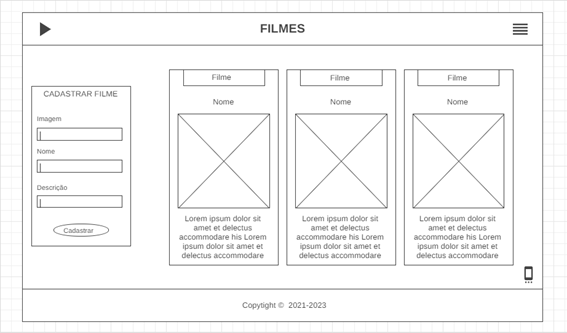 FILMES
CADASTRAR FILME
Imagem
Nome
Descrição
Cadastrar
Filme
Nome
Lorem ipsum dolor sit
amet et delectus
accommodare his Lorem
ipsum dolor sit amet et
delectus accommodare
Filme
Nome
Lorem ipsum dolor sit
amet et delectus
accommodare his Lorem
ipsum dolor sit amet et
delectus accommodare
Filme
Nome
Lorem ipsum dolor sit
amet et delectus
accommodare his Lorem
ipsum dolor sit amet et
delectus accommodare
Copytight © 2021-2023